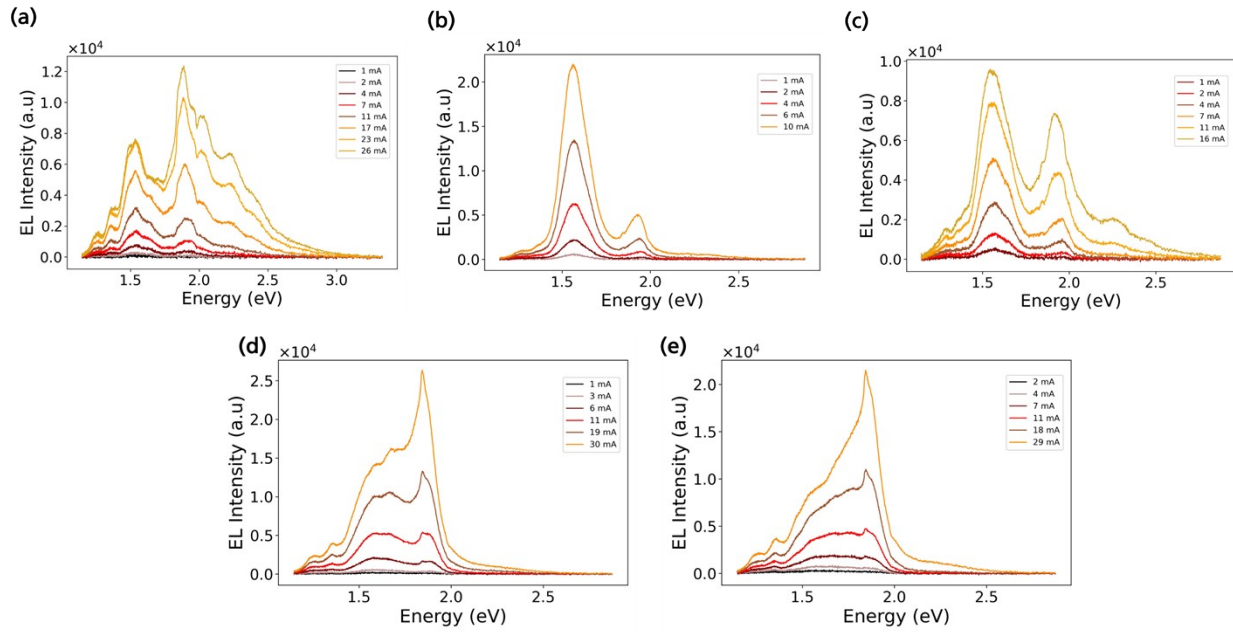 (a)
×10⁴
EL Intensity (a.u)
1.2
1.0
0.8
0.6
0.4
0.2
0.0
1 mA
2 mA
4 mA
7 mA
11 mA
17 mA
23 mA
26 mA
1.5 2.0 2.5 3.0
Energy (eV)
(b)
×10⁴
EL Intensity (a.u)
2.0
1.5
1.0
0.5
0.0
1 mA
2 mA
4 mA
6 mA
10 mA
1.5 2.0 2.5
Energy (eV)
(c)
×10⁴
EL Intensity (a.u)
1.0
0.8
0.6
0.4
0.2
0.0
1 mA
2 mA
4 mA
7 mA
11 mA
16 mA
1.5 2.0 2.5
Energy (eV)
(d)
×10⁴
EL Intensity (a.u)
2.5
2.0
1.5
1.0
0.5
0.0
1 mA
3 mA
6 mA
11 mA
19 mA
30 mA
1.5 2.0 2.5
Energy (eV)
(e)
×10⁴
EL Intensity (a.u)
2.0
1.5
1.0
0.5
0.0
2 mA
4 mA
7 mA
11 mA
18 mA
29 mA
1.5 2.0 2.5
Energy (eV)